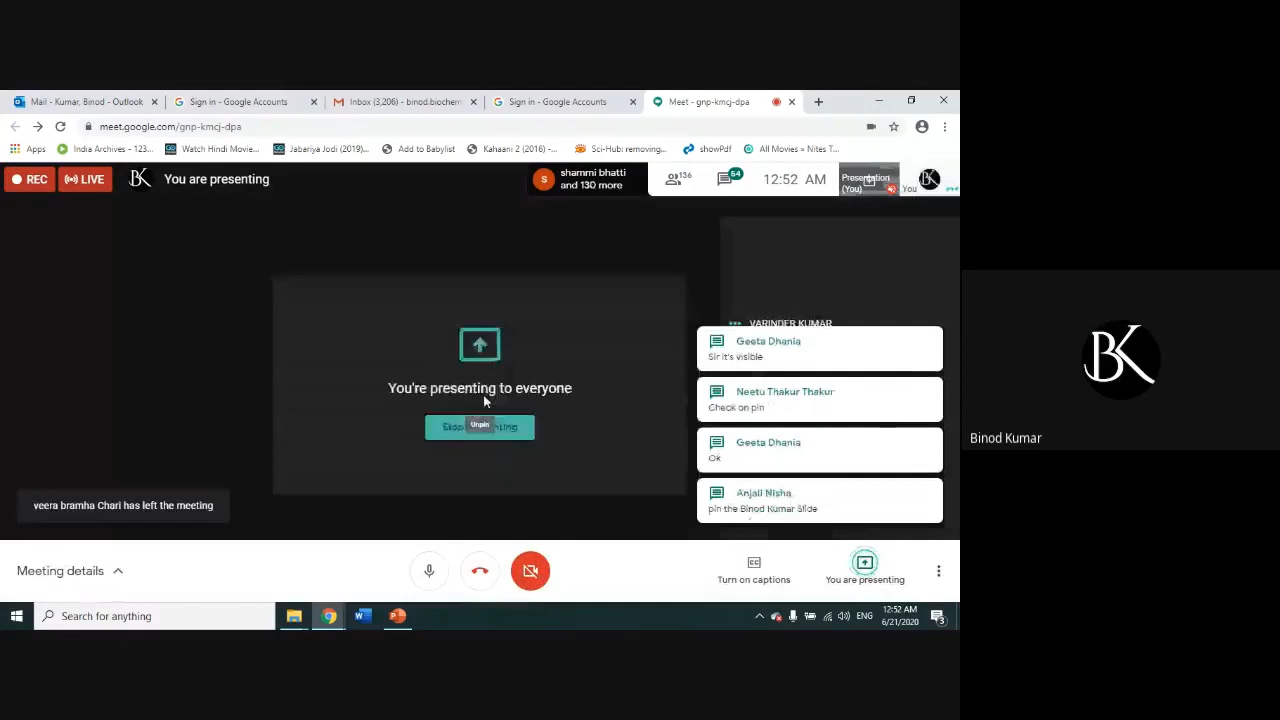 Mail - Kumar, Binod - Outlook
Sign in - Google Accounts
Inbox (3,206) - binod.biochem
Sign in - Google Accounts
Meet - gnp-kmcj-dpa
meet.google.com/gnp-kmcj-dpa
Apps
India Archives - 123...
Watch Hindi Movie...
Jabariya Jodi (2019)...
Add to Babylist
Kahaani 2 (2016) -...
Sci-Hub: removing...
showPdf
All Movies » Nites T...
REC
LIVE
BK
You are presenting
S
shammi bhatti
and 130 more
136
54
12:52 AM
Presentation
(You)
You
VARINDER KUMAR
You're presenting to everyone
Unpin
Geeta Dhania
Sir it's visible
Neetu Thakur Thakur
Check on pin
Geeta Dhania
Ok
Anjali Nisha
pin the Binod Kumar Slide
veera bramha Chari has left the meeting
Meeting details
Turn on captions
You are presenting
Search for anything
ENG
12:52 AM
6/21/2020
3
BK
Binod Kumar